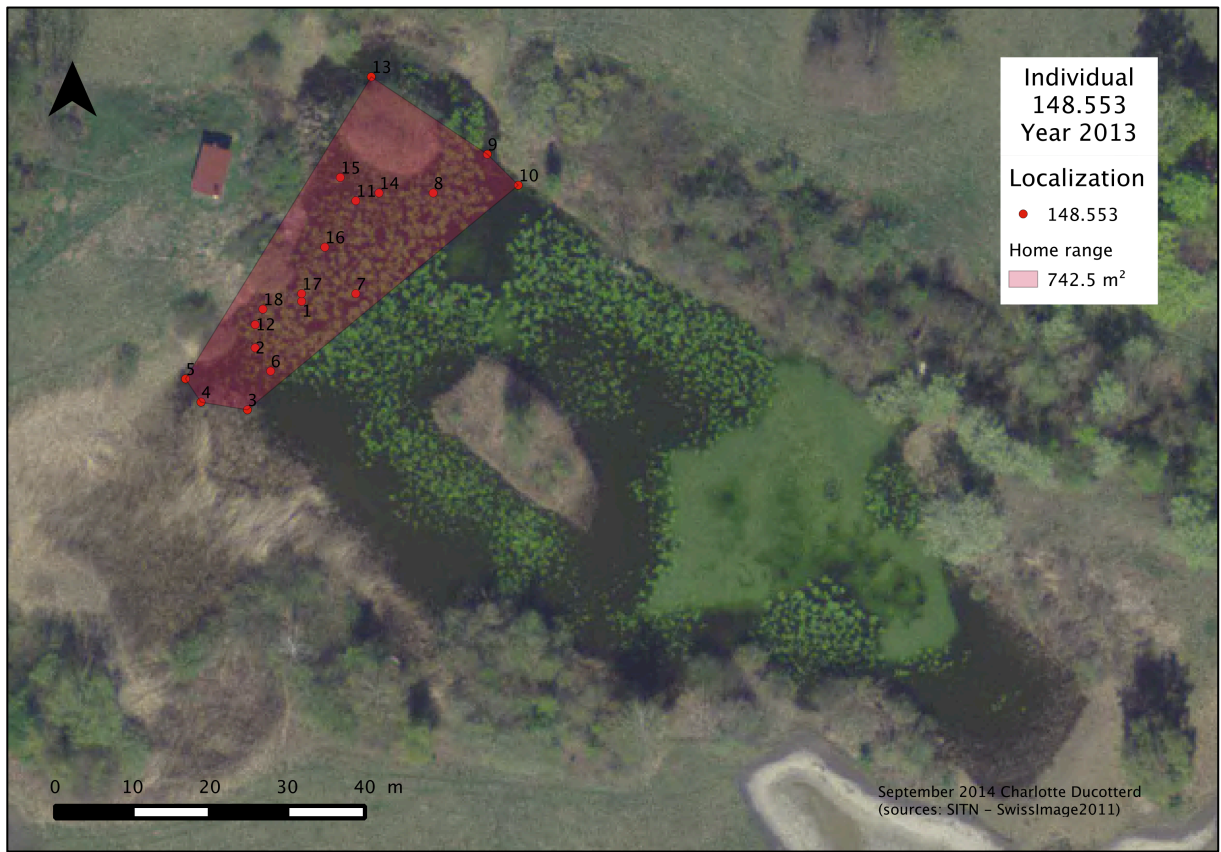 13
Individual
148.553
Year 2013
9
15
14
8
10
11
Localization
148.553
16
Home range
742.5 m²
17
7
18
1
12
2
6
5
4
3
0 10 20 30 40 m
September 2014 Charlotte Ducotterd
(sources: SITN - SwissImage2011)